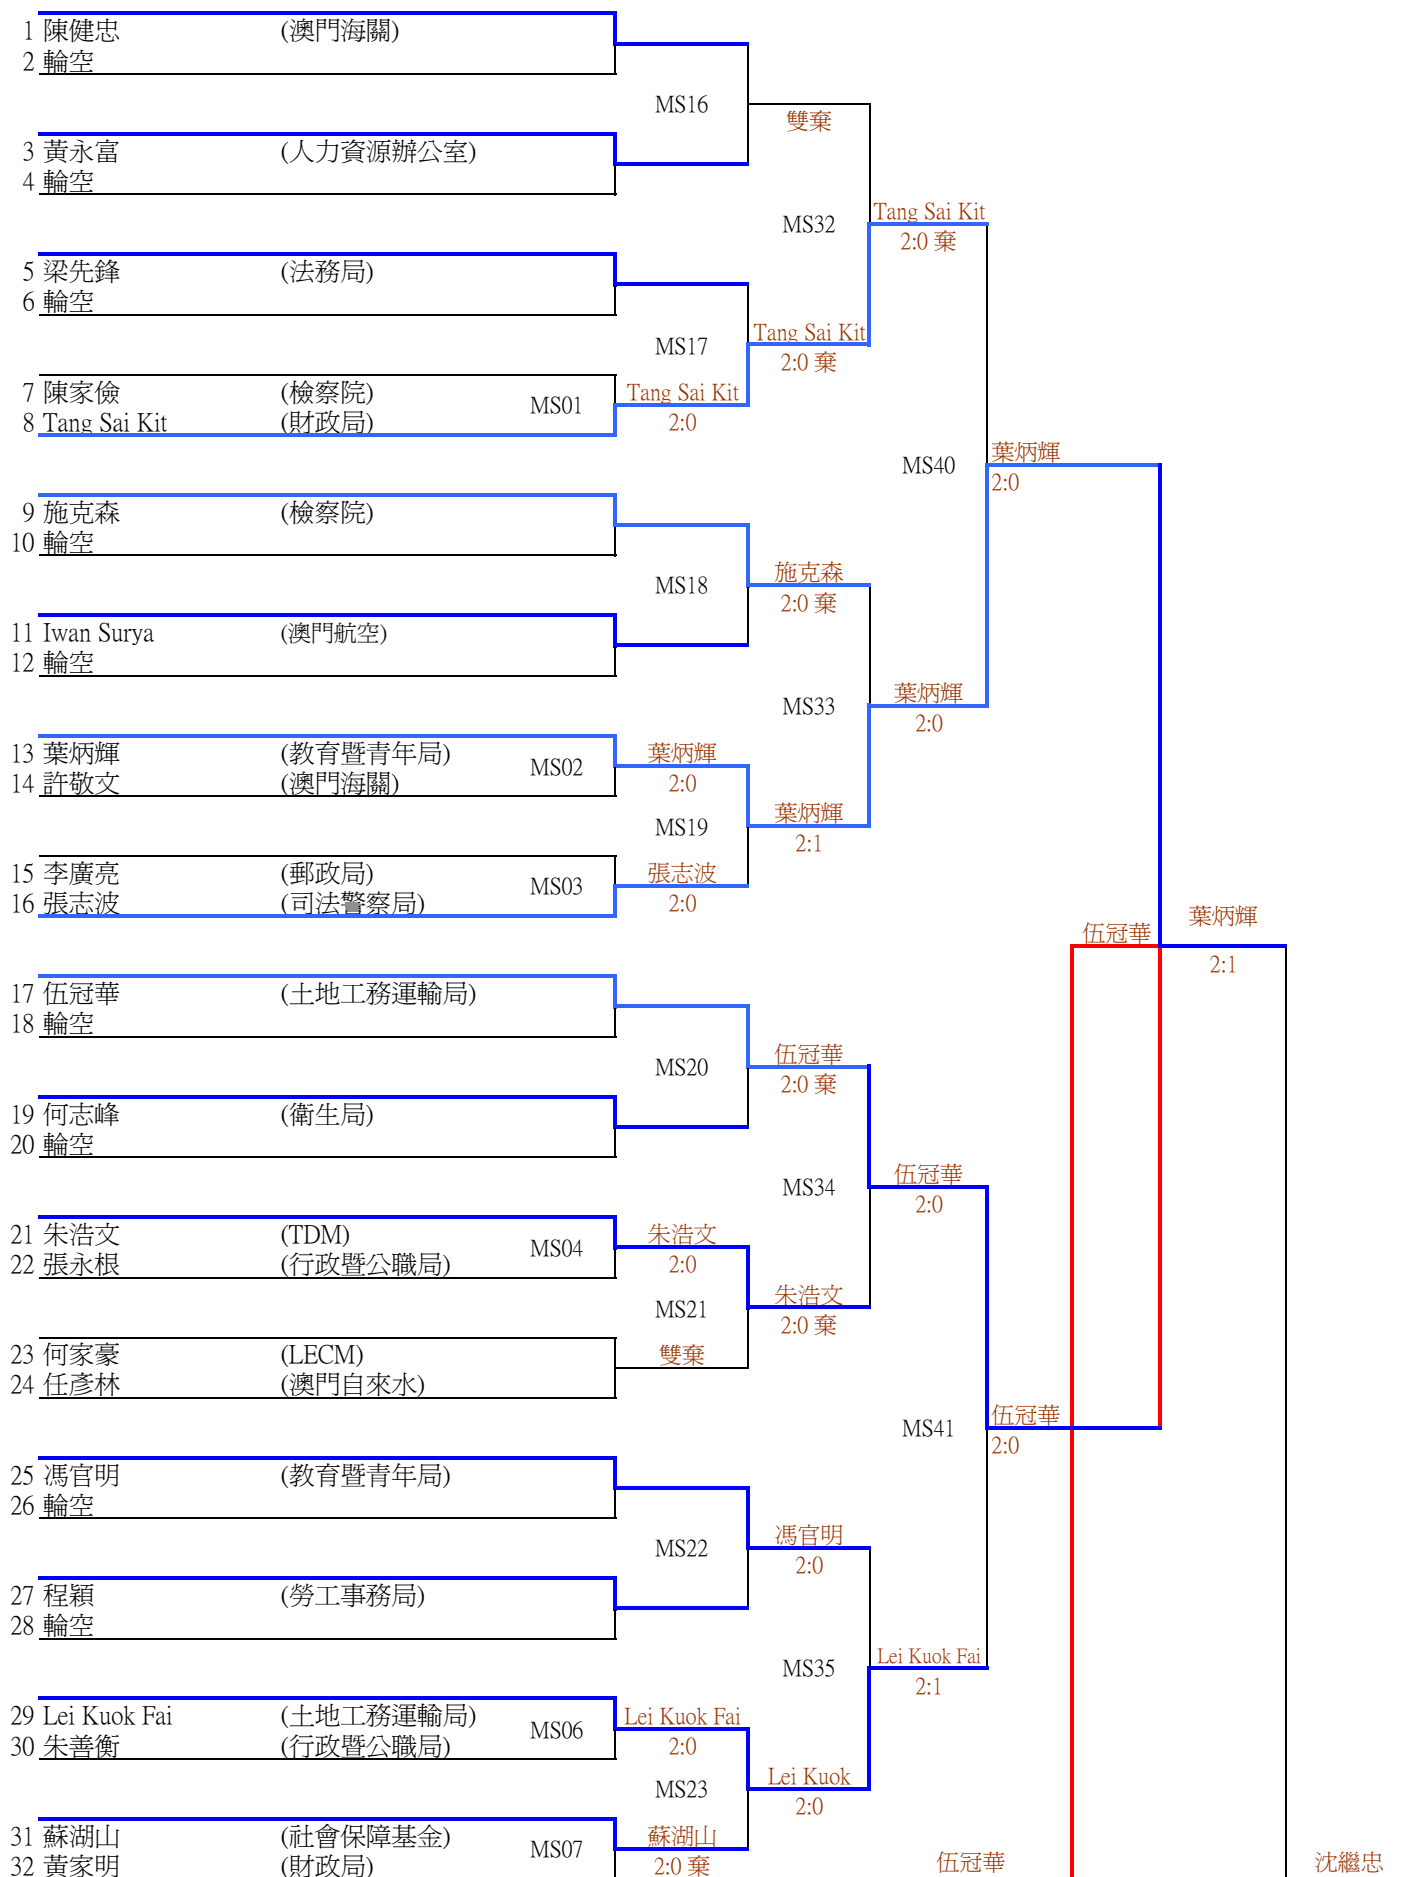 1 陳健忠 (澳門海關)
2 輪空
MS16
雙棄
3 黃永富 (人力資源辦公室)
4 輪空
MS32 Tang Sai Kit
2:0 棄
5 梁先鋒 (法務局)
6 輪空
MS17 Tang Sai Kit
2:0 棄
7 陳家儉 (檢察院) MS01 Tang Sai Kit
8 Tang Sai Kit (財政局) 2:0
MS40 葉炳輝
2:0
9 施克森 (檢察院)
10 輪空
MS18 施克森
2:0 棄
11 Iwan Surya (澳門航空)
12 輪空
MS33 葉炳輝
2:0
13 葉炳輝 (教育暨青年局) MS02 葉炳輝
14 許敬文 (澳門海關) 2:0
MS19 葉炳輝
2:1
15 李廣亮 (郵政局) MS03 張志波
16 張志波 (司法警察局) 2:0
伍冠華 葉炳輝
2:1
17 伍冠華 (土地工務運輸局)
18 輪空
MS20 伍冠華
2:0 棄
19 何志峰 (衛生局)
20 輪空
MS34 伍冠華
2:0
21 朱浩文 (TDM) MS04 朱浩文
22 張永根 (行政暨公職局) 2:0
MS21 朱浩文
2:0 棄
23 何家豪 (LECM) 雙棄
24 任彥林 (澳門自來水)
MS41 伍冠華
2:0
25 馮官明 (教育暨青年局)
26 輪空
MS22 馮官明
2:0
27 程穎 (勞工事務局)
28 輪空
MS35 Lei Kuok Fai
2:1
29 Lei Kuok Fai (土地工務運輸局) MS06 Lei Kuok Fai
30 朱善衡 (行政暨公職局) 2:0
MS23 Lei Kuok
2:0
31 蘇湖山 (社會保障基金) MS07 蘇湖山
32 黃家明 (財政局) 2:0 棄 伍冠華 沈繼忠